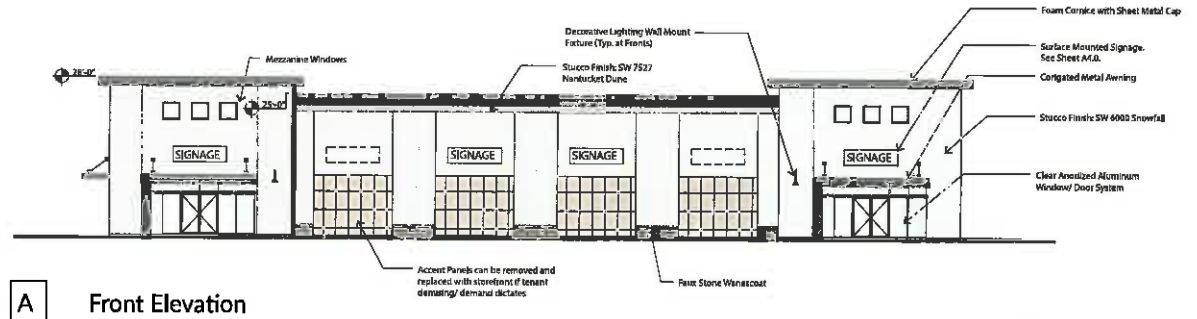 Foam Cornice with Sheet Metal Cap
Decorative Lighting Wall Mount
Fixture (Typ. at Fronts)
Surface Mounted Signage.
See Sheet A4.0.
28'-0"
Mezzanine Windows
Stucco Finish: SW 7527
Nantucket Dune
Corigated Metal Awning
25'-0"
Stucco Finish: SW 6000 Snowfall
SIGNAGE
SIGNAGE
SIGNAGE
SIGNAGE
Clear Anodized Aluminum
Window/ Door System
Accent Panels can be removed and
replaced with storefront if tenant
demising/ demand dictates
Faux Stone Wanescoat
A
Front Elevation